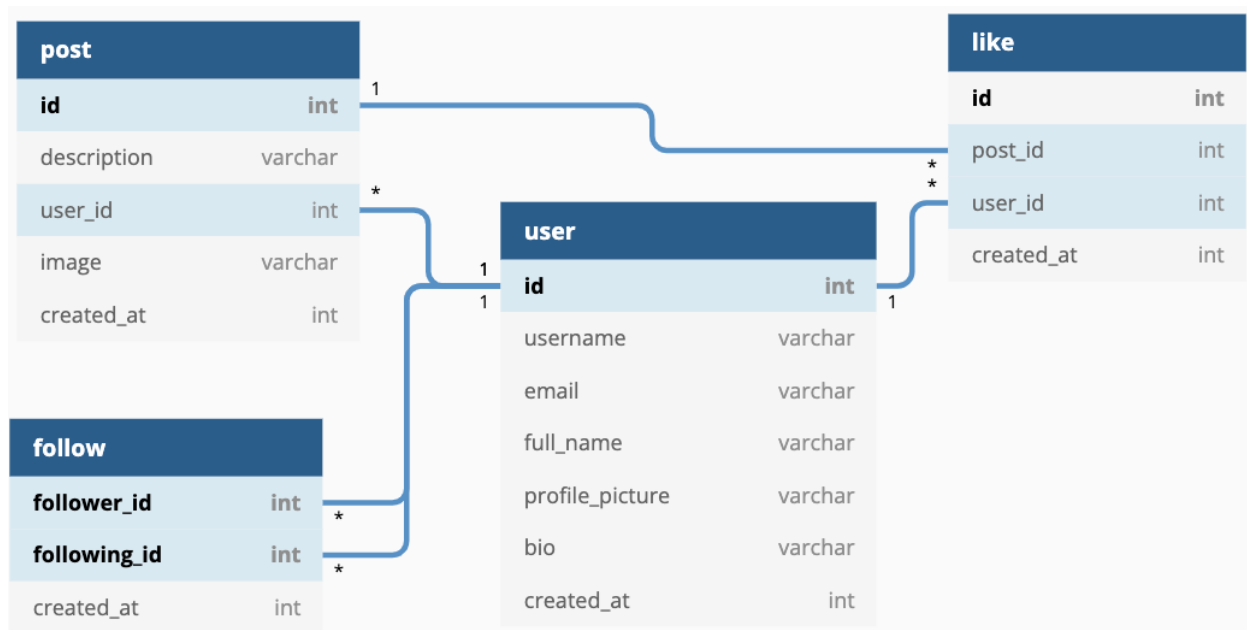 post
id int
description varchar
user_id int
image varchar
created_at int
1
*
like
id int
post_id int
user_id int
created_at int
*
*
user
id int
username varchar
email varchar
full_name varchar
profile_picture varchar
bio varchar
created_at int
1
1
1
follow
follower_id int
following_id int
created_at int
*
*